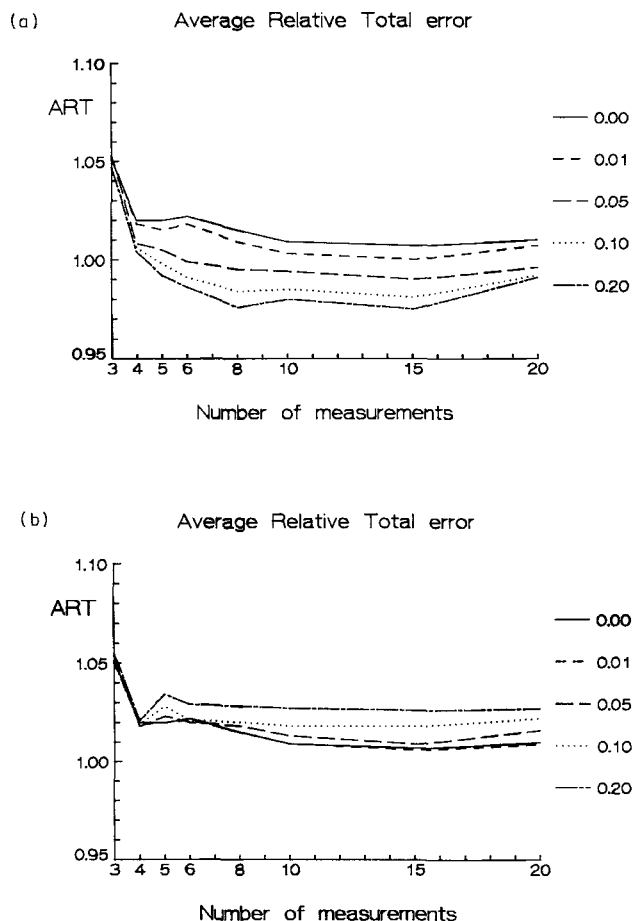 (a) Average Relative Total error
1.10
ART
1.05
1.00
0.95
3 4 5 6 8 10 15 20
Number of measurements
0.00
0.01
0.05
0.10
0.20
(b) Average Relative Total error
1.10
ART
1.05
1.00
0.95
3 4 5 6 8 10 15 20
Number of measurements
0.00
0.01
0.05
0.10
0.20